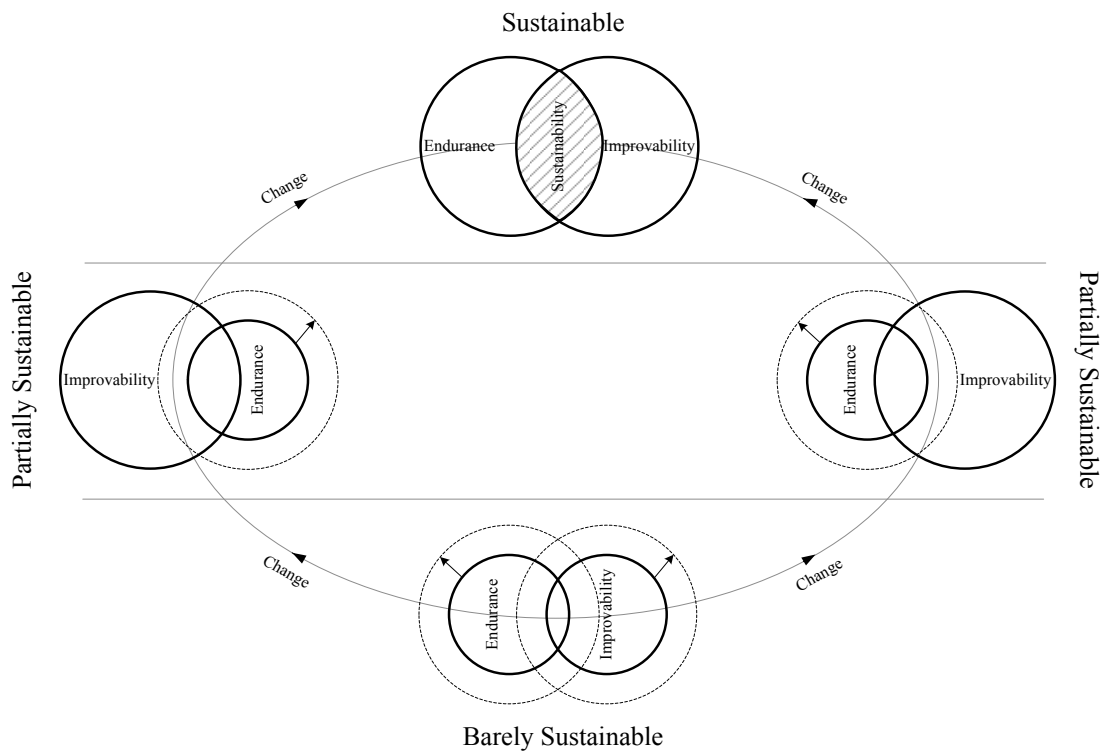 Sustainable
Endurance
Sustainability
Improvability
Change
Change
Partially Sustainable
Improvability
Endurance
Endurance
Improvability
Partially Sustainable
Change
Endurance
Improvability
Change
Barely Sustainable